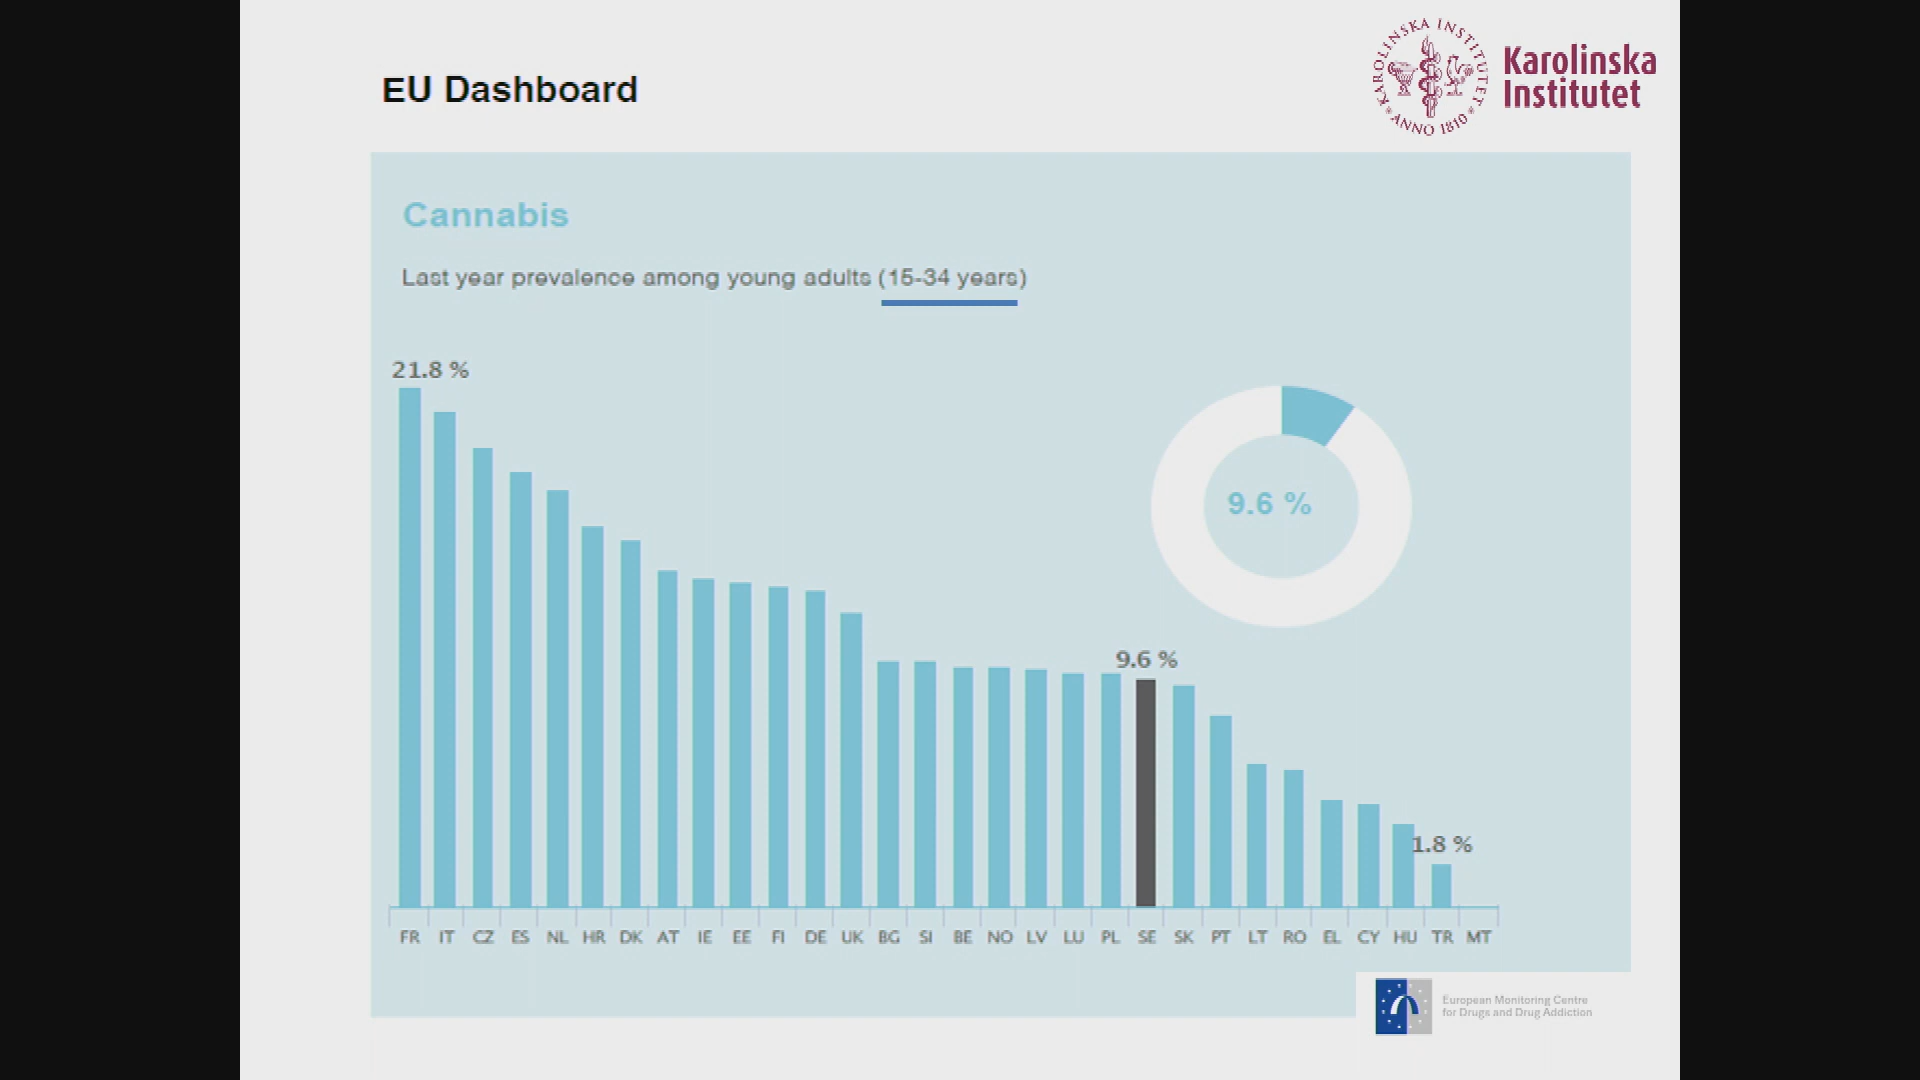 EU Dashboard
KAROLINSKA INSTITUTET
ANNO 1810
Karolinska
Institutet
Cannabis
Last year prevalence among young adults (15-34 years)
21.8 %
9.6 %
9.6 %
1.8 %
FR IT CZ ES NL HR DK AT IE EE FI DE UK BG SI BE NO LV LU PL SE SK PT LT RO EL CY HU TR MT
European Monitoring Centre
for Drugs and Drug Addiction